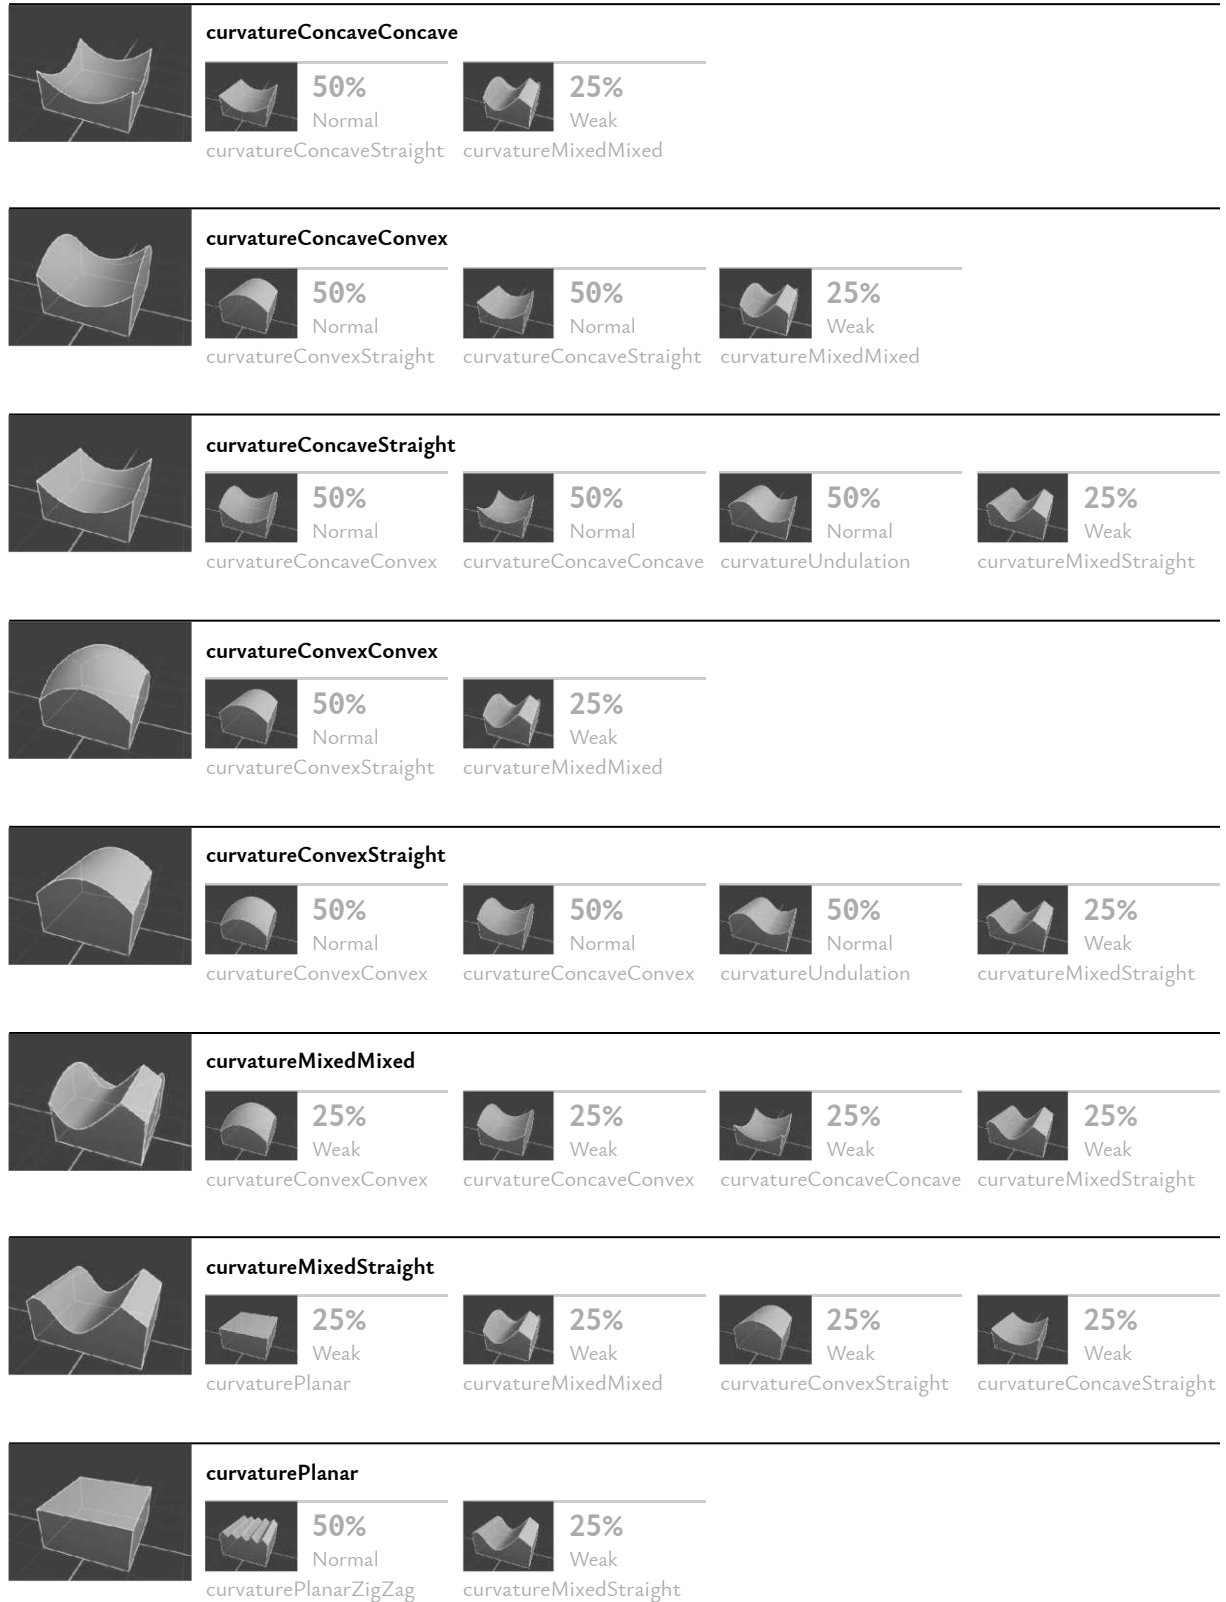 curvatureConcaveConcave
50% 25%
Normal Weak
curvatureConcaveStraight curvatureMixedMixed
curvatureConcaveConvex
50% 50% 25%
Normal Normal Weak
curvatureConvexStraight curvatureConcaveStraight curvatureMixedMixed
curvatureConcaveStraight
50% 50% 50% 25%
Normal Normal Normal Weak
curvatureConcaveConvex curvatureConcaveConcave curvatureUndulation curvatureMixedStraight
curvatureConvexConvex
50% 25%
Normal Weak
curvatureConvexStraight curvatureMixedMixed
curvatureConvexStraight
50% 50% 50% 25%
Normal Normal Normal Weak
curvatureConvexConvex curvatureConcaveConvex curvatureUndulation curvatureMixedStraight
curvatureMixedMixed
25% 25% 25% 25%
Weak Weak Weak Weak
curvatureConvexConvex curvatureConcaveConvex curvatureConcaveConcave curvatureMixedStraight
curvatureMixedStraight
25% 25% 25% 25%
Weak Weak Weak Weak
curvaturePlanar curvatureMixedMixed curvatureConvexStraight curvatureConcaveStraight
curvaturePlanar
50% 25%
Normal Weak
curvaturePlanarZigZag curvatureMixedStraight